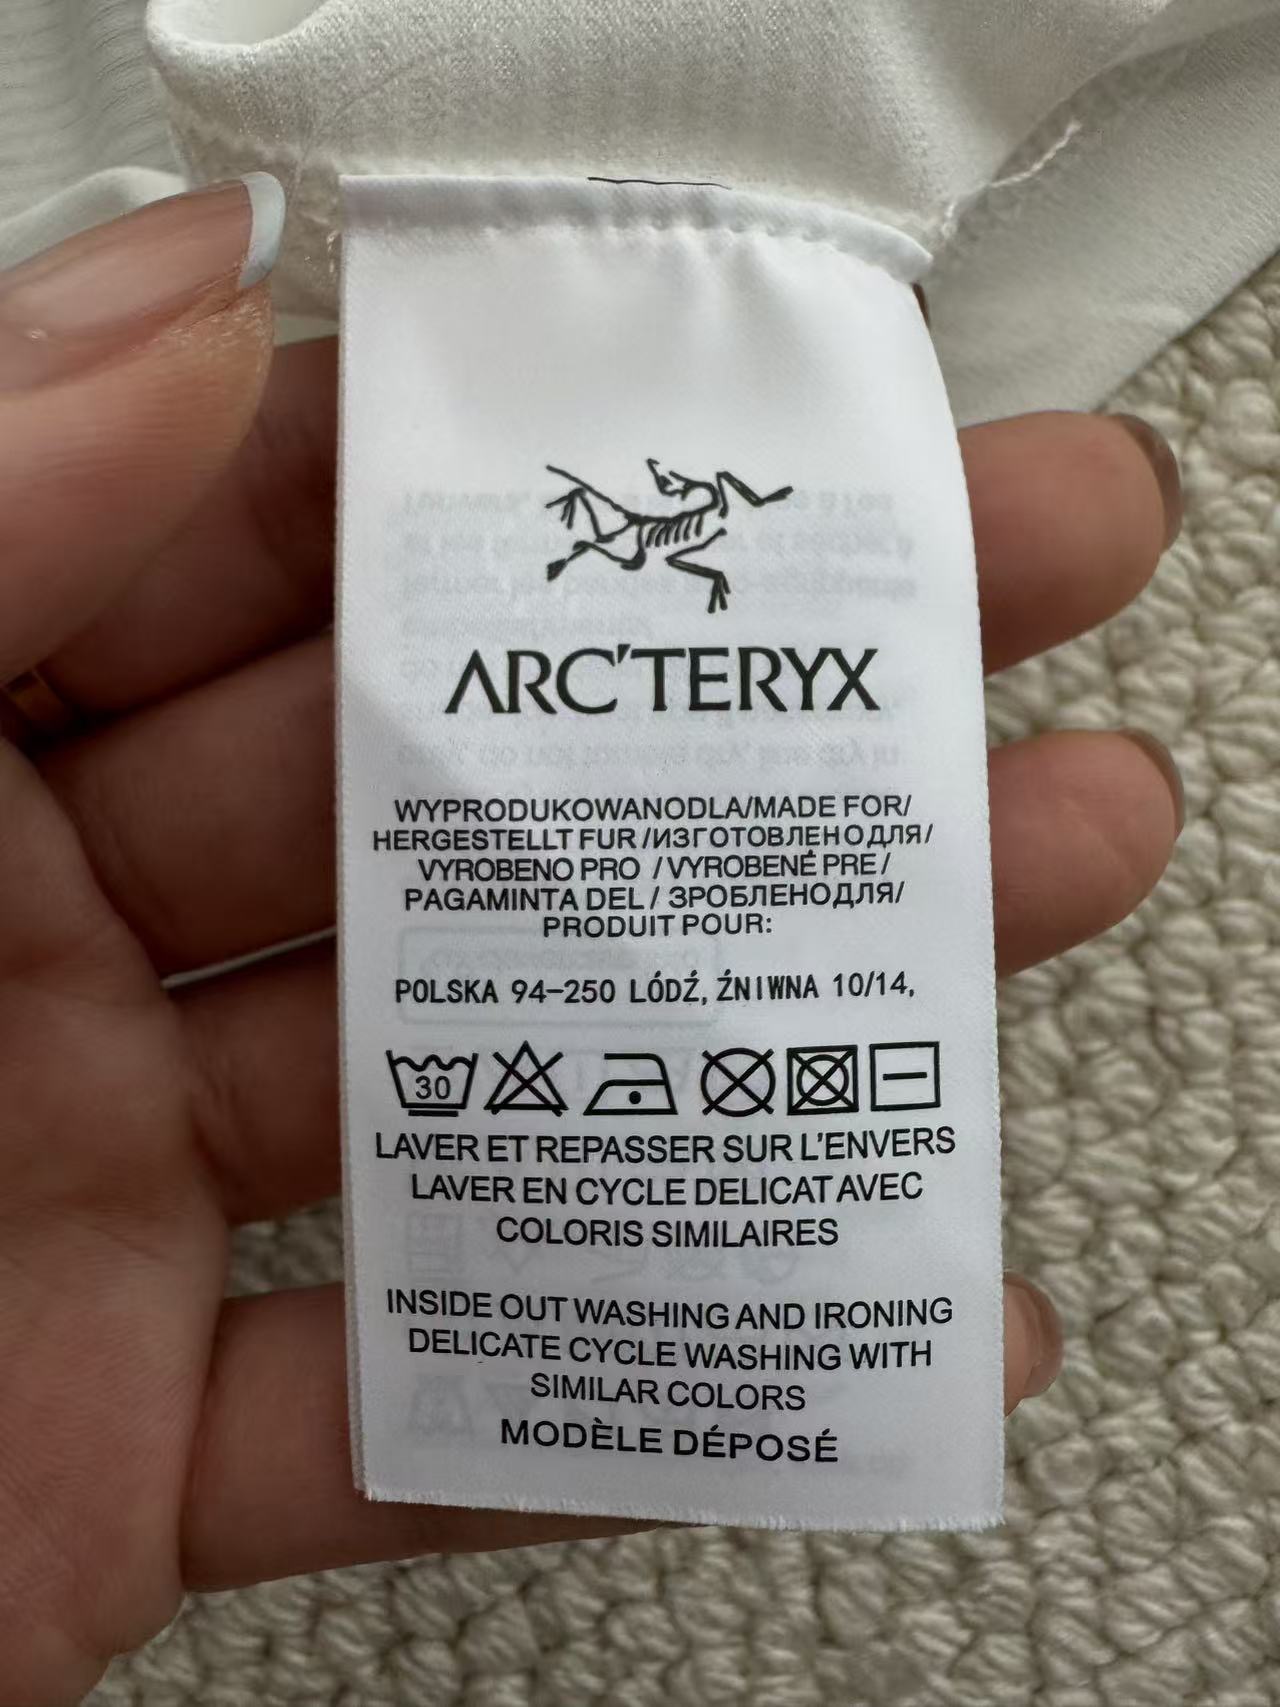 ARC'TERYX
WYPRODUKOWANODLA/MADE FOR/
HERGESTELLT FUR /ИЗГОТОВЛЕНОДЛЯ/
VYROBENO PRO / VYROBENÉ PRE /
PAGAMINTA DEL / ЗРОБЛЕНОДЛЯ/
PRODUIT POUR:
POLSKA 94-250 LÓDŹ, ŹNIWNA 10/14,
30
LAVER ET REPASSER SUR L'ENVERS
LAVER EN CYCLE DELICAT AVEC
COLORIS SIMILAIRES
INSIDE OUT WASHING AND IRONING
DELICATE CYCLE WASHING WITH
SIMILAR COLORS
MODÈLE DÉPOSÉ